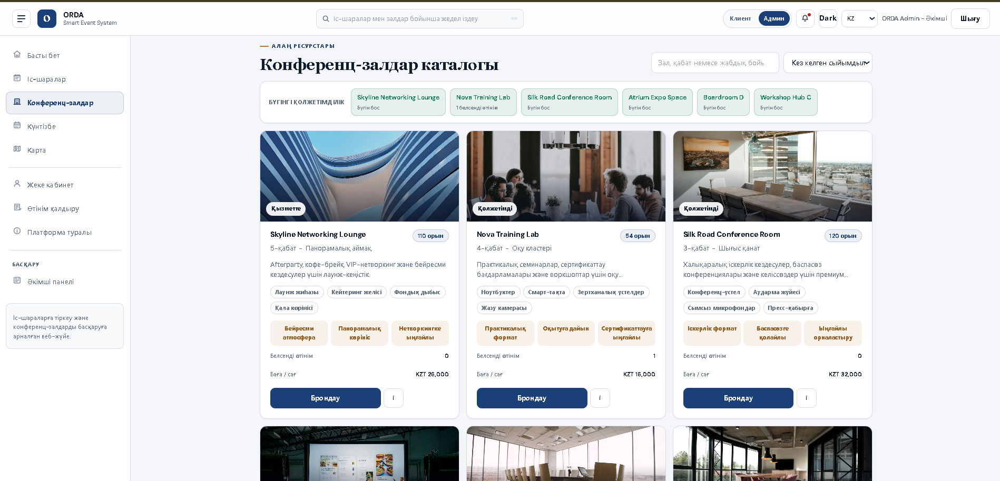 ORDA
Smart Event System
Іс-шаралар мен залдар бойынша жедел іздеу
Клиент
Админ
Dark
KZ
ORDA Admin - Әкімші
Шығу
Басты бет
Іс-шаралар
Конференц-залдар
Күнтізбе
Карта
Жеке кабинет
Өтінім қалдыру
Платформа туралы
БАСҚАРУ
Әкімші панелі
Іс-шараларға тіркеу және
конференц-залдарды басқаруға
арналған веб-жүйе.
АЛАҢ РЕСУРСТАРЫ
Конференц-залдар каталогы
Зал, қабат немесе жабдық бойь
Кез келген сыйымдыл
БҮГІНГІ ҚОЛЖЕТІМДІЛІК
Skyline Networking Lounge
Бүгін бос
Nova Training Lab
1 белсенді өтінім
Silk Road Conference Room
Бүгін бос
Atrium Expo Space
Бүгін бос
Boardroom D
Бүгін бос
Workshop Hub C
Бүгін бос
Қызметте
Skyline Networking Lounge
110 орын
5-қабат - Панорамалық аймақ
Afterparty, кофе-брейк, VIP-нетворкинг және бейресми
кездесулер үшін лаунж-кеңістік.
Лаунж жиһазы
Кейтеринг желісі
Фондық дыбыс
Қала көрінісі
Бейресми
атмосфера
Панорамалық
көрініс
Нетворкингке
ыңғайлы
Белсенді өтінім
0
Баға / сағ
KZT 26,000
Брондау
i
Қолжетімді
Nova Training Lab
54 орын
4-қабат - Оқу кластері
Практикалық семинарлар, сертификаттау
бағдарламалары және воркшоптар үшін оқу...
Ноутбуктер
Смарт-тақта
Зертханалық үстелдер
Жазу камерасы
Практикалық
формат
Оқытуға дайын
Сертификаттауға
ыңғайлы
Белсенді өтінім
1
Баға / сағ
KZT 16,000
Брондау
i
Қолжетімді
Silk Road Conference Room
120 орын
3-қабат - Шығыс қанат
Халықаралық іскерлік кездесулер, баспасөз
конференциялары және келіссөздер үшін премиум...
Конференц-үстел
Аударма жүйесі
Сымсыз микрофондар
Пресс-қабырға
Іскерлік формат
Баспасөзге
қолайлы
Ыңғайлы
орналастыру
Белсенді өтінім
0
Баға / сағ
KZT 32,000
Брондау
i